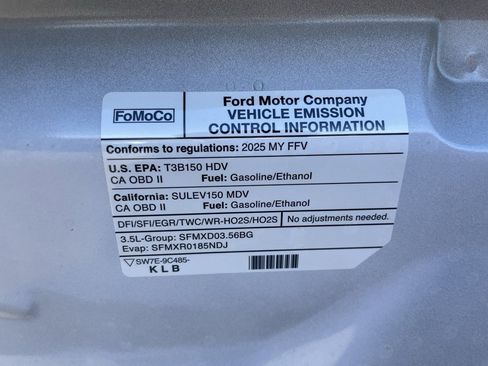 FoMoCo
Ford Motor Company
VEHICLE EMISSION
CONTROL INFORMATION
Conforms to regulations: 2025 MY FFV
U.S. EPA: T3B150 HDV
CA OBD II Fuel: Gasoline/Ethanol
California: SULEV150 MDV
CA OBD II Fuel: Gasoline/Ethanol
DFI/SFI/EGR/TWC/WR-HO2S/HO2S No adjustments needed.
3.5L-Group: SFMXD03.56BG
Evap: SFMXR0185NDJ
SW7E-9C485-
KLB